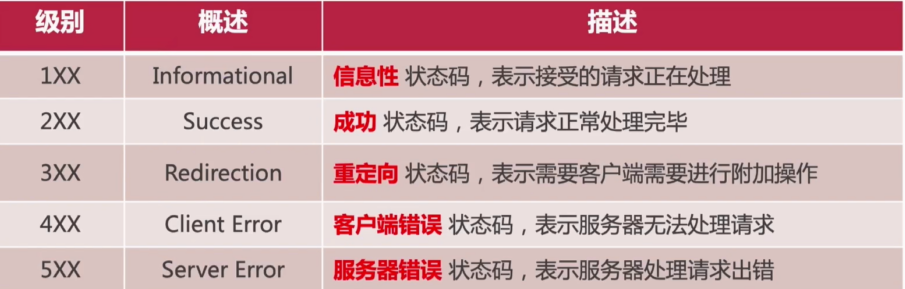 级别 概述 描述
1XX Informational 信息性 状态码，表示接受的请求正在处理
2XX Success 成功 状态码，表示请求正常处理完毕
3XX Redirection 重定向 状态码，表示需要客户端需要进行附加操作
4XX Client Error 客户端错误 状态码，表示服务器无法处理请求
5XX Server Error 服务器错误 状态码，表示服务器处理请求出错